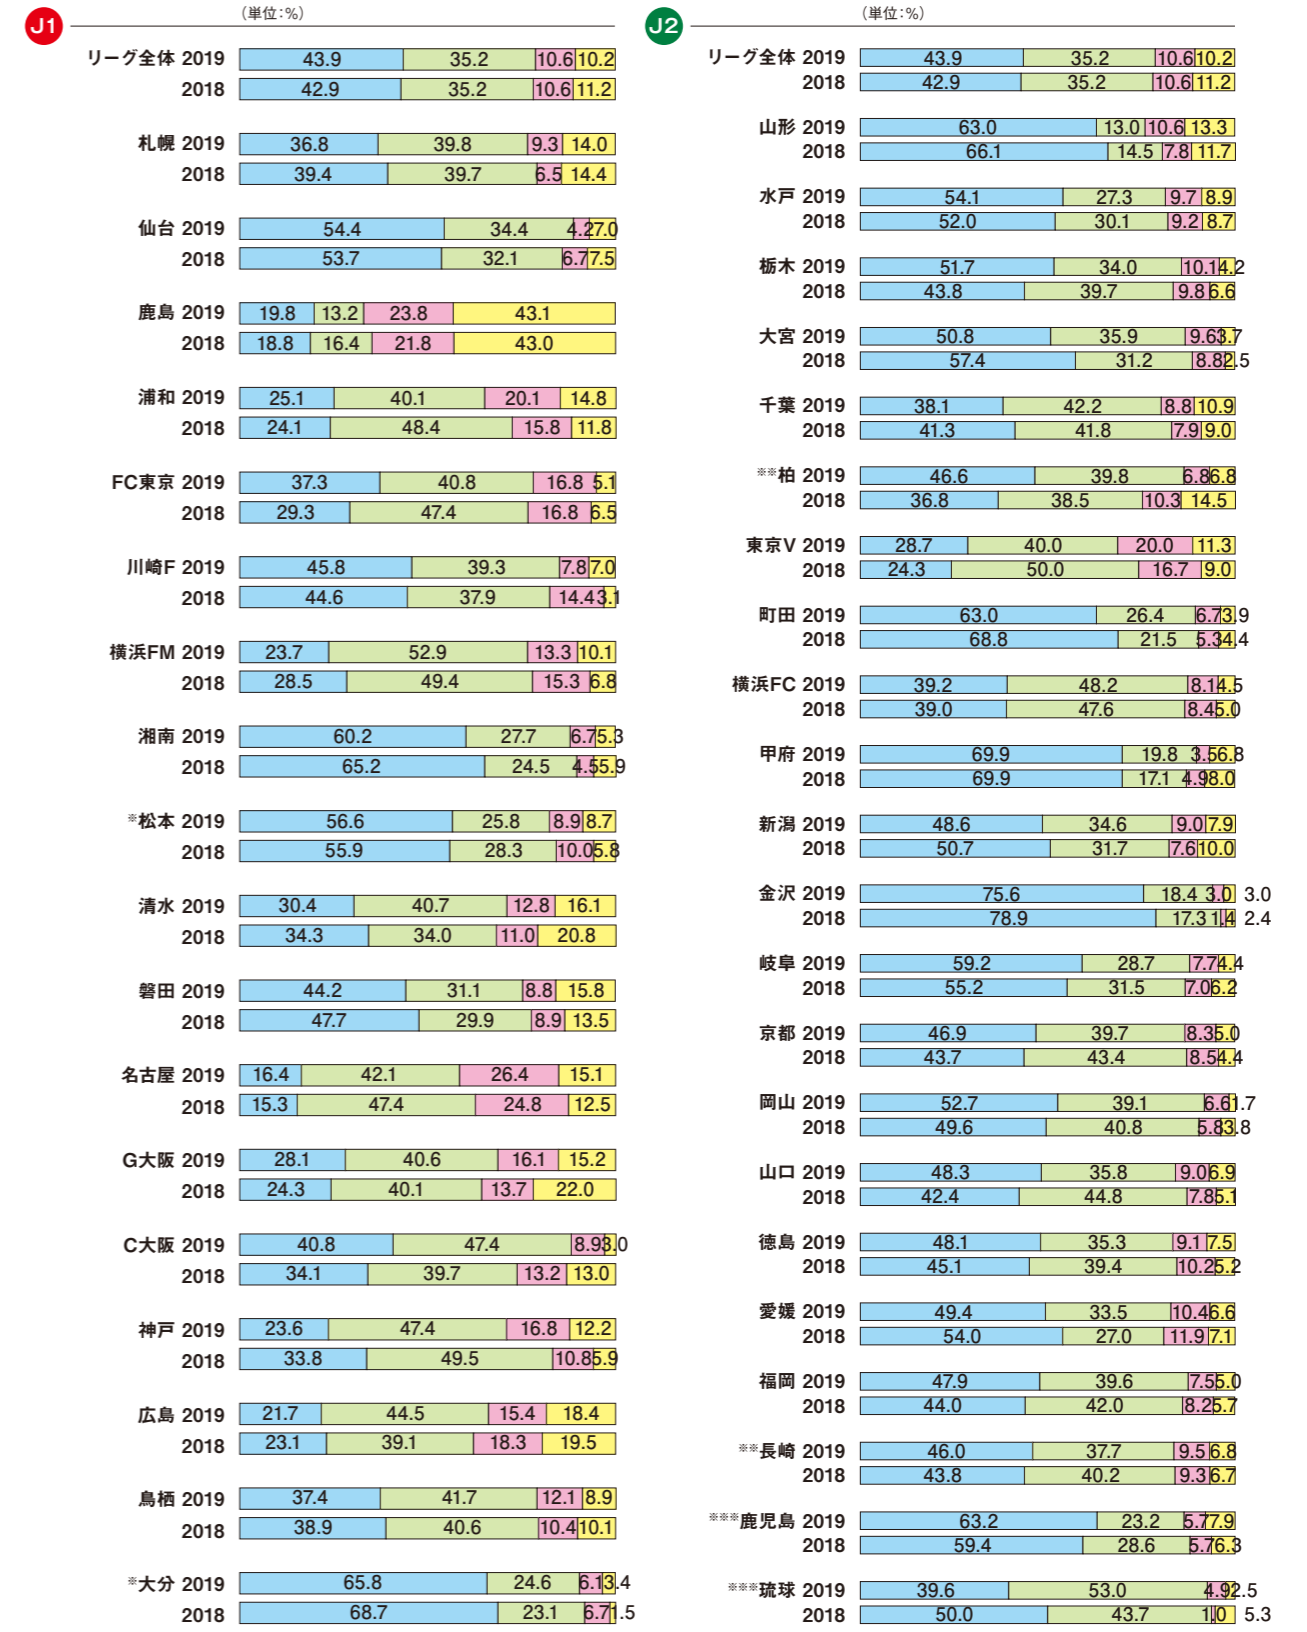 J1
(単位:%)
リーグ全体 2019 43.9 35.2 10.6 10.2
2018 42.9 35.2 10.6 11.2
札幌 2019 36.8 39.8 9.3 14.0
2018 39.4 39.7 6.5 14.4
仙台 2019 54.4 34.4 4.2 7.0
2018 53.7 32.1 6.7 7.5
鹿島 2019 19.8 13.2 23.8 43.1
2018 18.8 16.4 21.8 43.0
浦和 2019 25.1 40.1 20.1 14.8
2018 24.1 48.4 15.8 11.8
FC東京 2019 37.3 40.8 16.8 5.1
2018 29.3 47.4 16.8 6.5
川崎F 2019 45.8 39.3 7.8 7.0
2018 44.6 37.9 14.4 3.1
横浜FM 2019 23.7 52.9 13.3 10.1
2018 28.5 49.4 15.3 6.8
湘南 2019 60.2 27.7 6.7 5.3
2018 65.2 24.5 4.5 5.9
※松本 2019 56.6 25.8 8.9 8.7
2018 55.9 28.3 10.0 5.8
清水 2019 30.4 40.7 12.8 16.1
2018 34.3 34.0 11.0 20.8
磐田 2019 44.2 31.1 8.8 15.8
2018 47.7 29.9 8.9 13.5
名古屋 2019 16.4 42.1 26.4 15.1
2018 15.3 47.4 24.8 12.5
G大阪 2019 28.1 40.6 16.1 15.2
2018 24.3 40.1 13.7 22.0
C大阪 2019 40.8 47.4 8.9 3.0
2018 34.1 39.7 13.2 13.0
神戸 2019 23.6 47.4 16.8 12.2
2018 33.8 49.5 10.8 5.9
広島 2019 21.7 44.5 15.4 18.4
2018 23.1 39.1 18.3 19.5
鳥栖 2019 37.4 41.7 12.1 8.9
2018 38.9 40.6 10.4 10.1
※大分 2019 65.8 24.6 6.1 3.4
2018 68.7 23.1 6.7 1.5
J2
(単位:%)
リーグ全体 2019 43.9 35.2 10.6 10.2
2018 42.9 35.2 10.6 11.2
山形 2019 63.0 13.0 10.6 13.3
2018 66.1 14.5 7.8 11.7
水戸 2019 54.1 27.3 9.7 8.9
2018 52.0 30.1 9.2 8.7
栃木 2019 51.7 34.0 10.1 4.2
2018 43.8 39.7 9.8 6.6
大宮 2019 50.8 35.9 9.6 3.7
2018 57.4 31.2 8.8 2.5
千葉 2019 38.1 42.2 8.8 10.9
2018 41.3 41.8 7.9 9.0
※※柏 2019 46.6 39.8 6.8 6.8
2018 36.8 38.5 10.3 14.5
東京V 2019 28.7 40.0 20.0 11.3
2018 24.3 50.0 16.7 9.0
町田 2019 63.0 26.4 6.7 3.9
2018 68.8 21.5 5.3 4.4
横浜FC 2019 39.2 48.2 8.1 4.5
2018 39.0 47.6 8.4 5.0
甲府 2019 69.9 19.8 3.5 6.8
2018 69.9 17.1 4.9 8.0
新潟 2019 48.6 34.6 9.0 7.9
2018 50.7 31.7 7.6 10.0
金沢 2019 75.6 18.4 3.0 3.0
2018 78.9 17.3 1.4 2.4
岐阜 2019 59.2 28.7 7.7 4.4
2018 55.2 31.5 7.0 6.2
京都 2019 46.9 39.7 8.3 5.0
2018 43.7 43.4 8.5 4.4
岡山 2019 52.7 39.1 6.6 1.7
2018 49.6 40.8 5.8 3.8
山口 2019 48.3 35.8 9.0 6.9
2018 42.4 44.8 7.8 5.1
徳島 2019 48.1 35.3 9.1 7.5
2018 45.1 39.4 10.2 5.2
愛媛 2019 49.4 33.5 10.4 6.6
2018 54.0 27.0 11.9 7.1
福岡 2019 47.9 39.6 7.5 5.0
2018 44.0 42.0 8.2 5.7
※※長崎 2019 46.0 37.7 9.5 6.8
2018 43.8 40.2 9.3 6.7
※※※鹿児島 2019 63.2 23.2 5.7 7.9
2018 59.4 28.6 5.7 6.3
※※※琉球 2019 39.6 53.0 4.9 2.5
2018 50.0 43.7 1.0 5.3